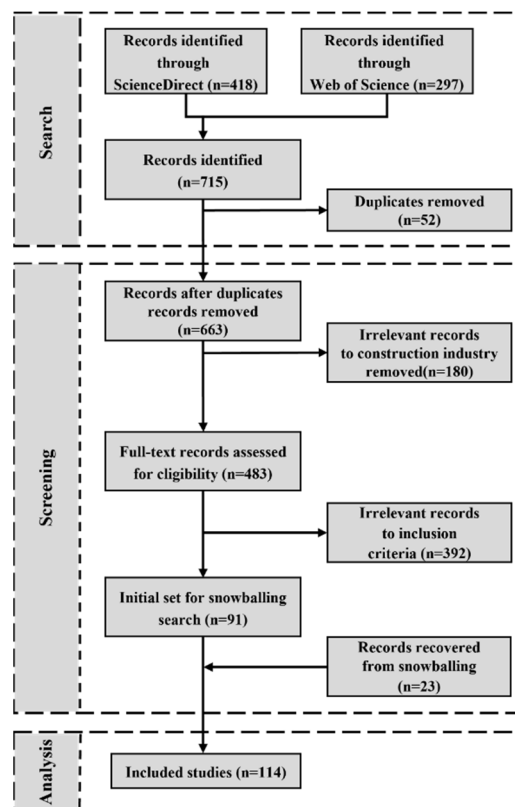 Search
Records identified
through
ScienceDirect (n=418)
Records identified
through
Web of Science (n=297)
Records identified
(n=715)
Duplicates removed
(n=52)
Screening
Records after duplicates
records removed
(n=663)
Irrelevant records
to construction industry
removed(n=180)
Full-text records assessed
for cligibility (n=483)
Irrelevant records
to inclusion
criteria (n=392)
Initial set for snowballing
search (n=91)
Records recovered
from snowballing
(n=23)
Analysis
Included studies (n=114)